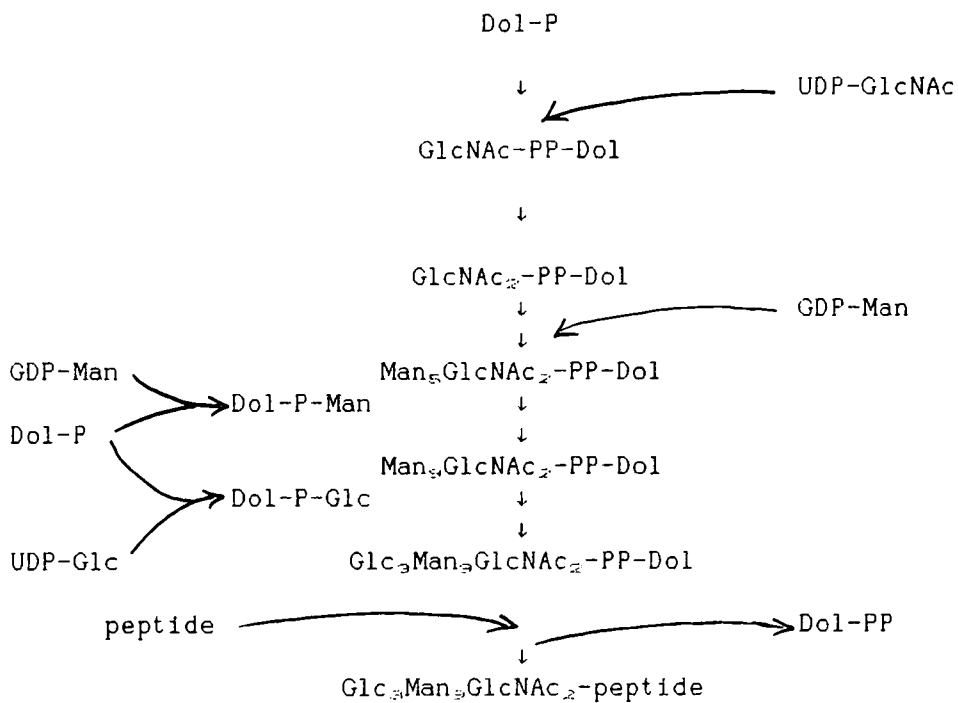 Dol-P
↓
UDP-GlcNAc
GlcNAc-PP-Dol
↓
GlcNAc₂-PP-Dol
↓
GDP-Man
↓
GDP-Man
Man₅GlcNAc₂-PP-Dol
Dol-P-Man
↓
Dol-P
↓
Man₉GlcNAc₂-PP-Dol
Dol-P-Glc
↓
↓
UDP-Glc
Glc₃Man₉GlcNAc₂-PP-Dol
peptide
Dol-PP
↓
Glc₃Man₉GlcNAc₂-peptide